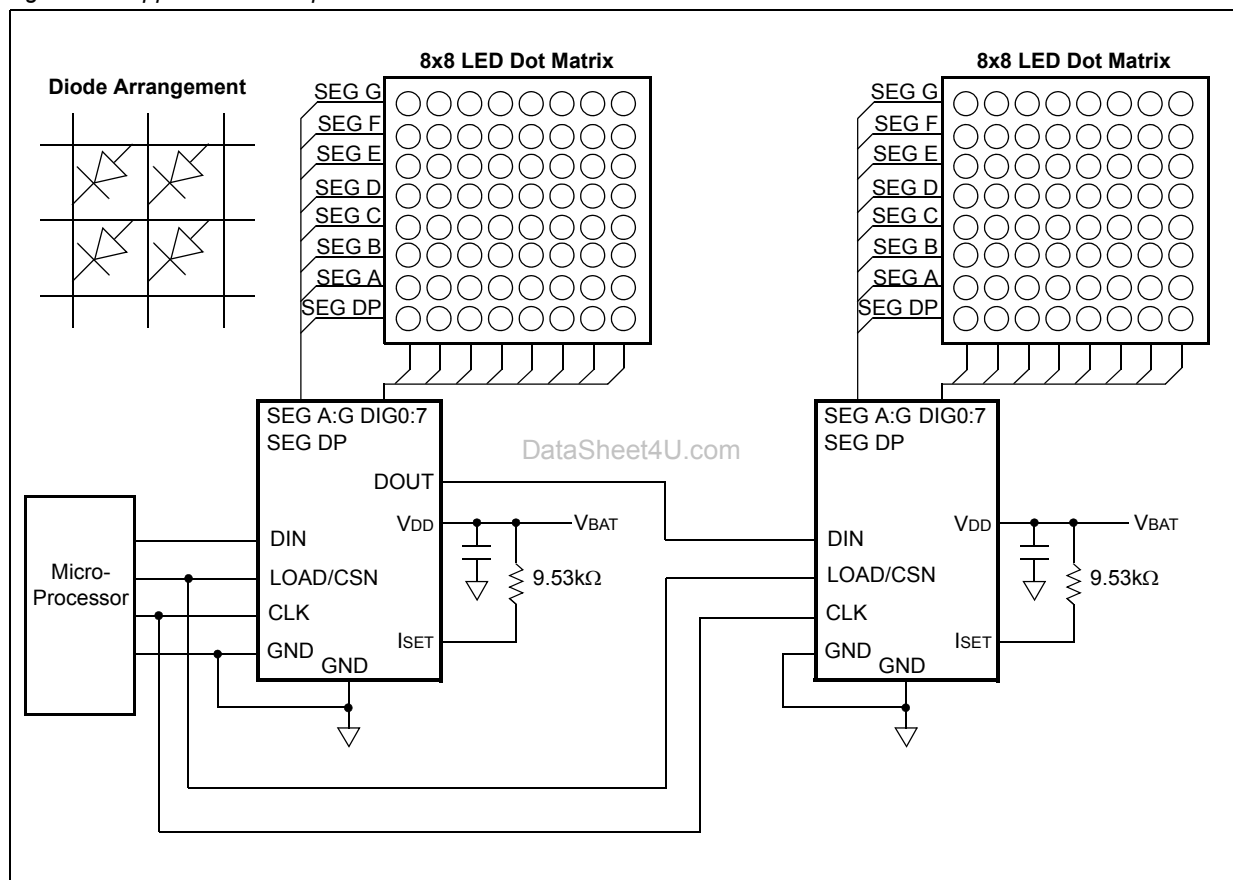 8x8 LED Dot Matrix
8x8 LED Dot Matrix
Diode Arrangement
SEG G
SEG F
SEG E
SEG D
SEG C
SEG B
SEG A
SEG DP
SEG G
SEG F
SEG E
SEG D
SEG C
SEG B
SEG A
SEG DP
SEG A:G DIG0:7
SEG DP
DOUT
VDD
VBAT
DIN
LOAD/CSN
CLK
GND
GND
ISET
9.53kΩ
Micro-
Processor
DataSheet4U.com
SEG A:G DIG0:7
SEG DP
VDD
VBAT
DIN
LOAD/CSN
CLK
GND
GND
ISET
9.53kΩ